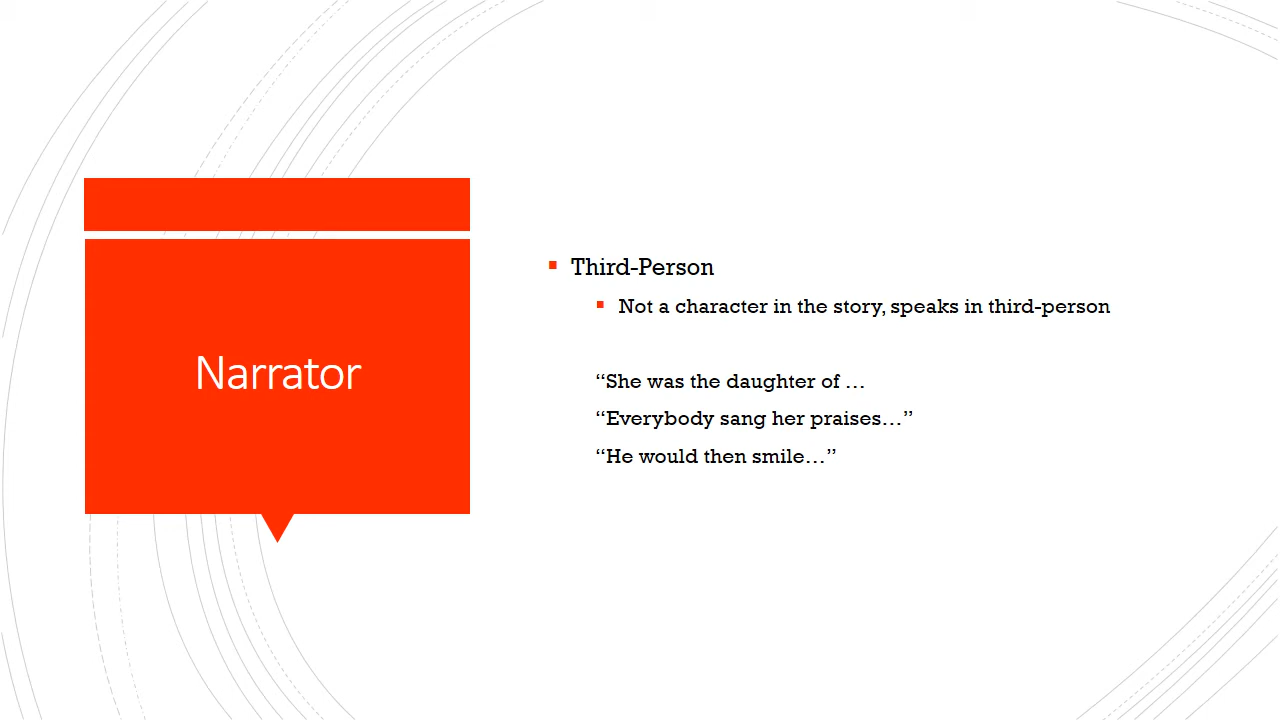 Narrator
Third-Person
Not a character in the story, speaks in third-person
“She was the daughter of …
“Everybody sang her praises…”
“He would then smile…”